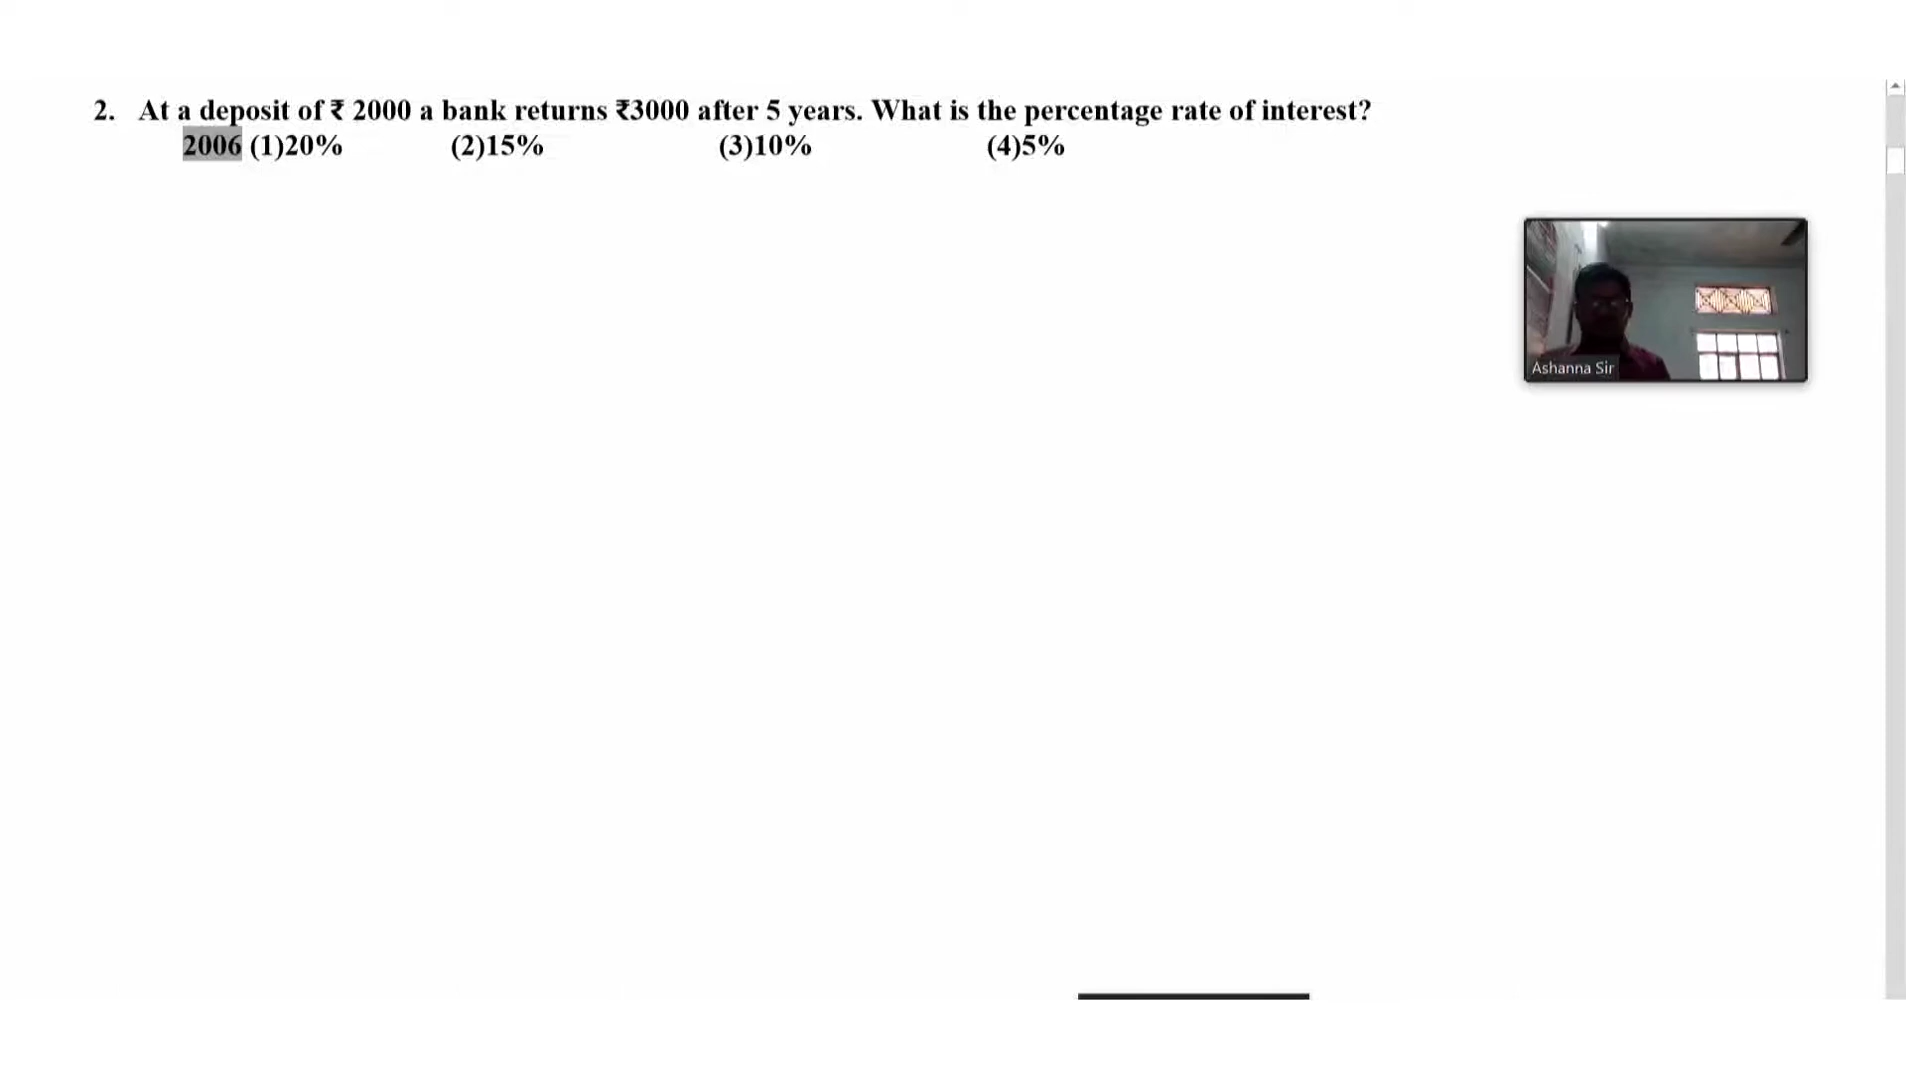 2. At a deposit of ₹ 2000 a bank returns ₹3000 after 5 years. What is the percentage rate of interest?
2006 (1)20% (2)15% (3)10% (4)5%
Ashanna Sir